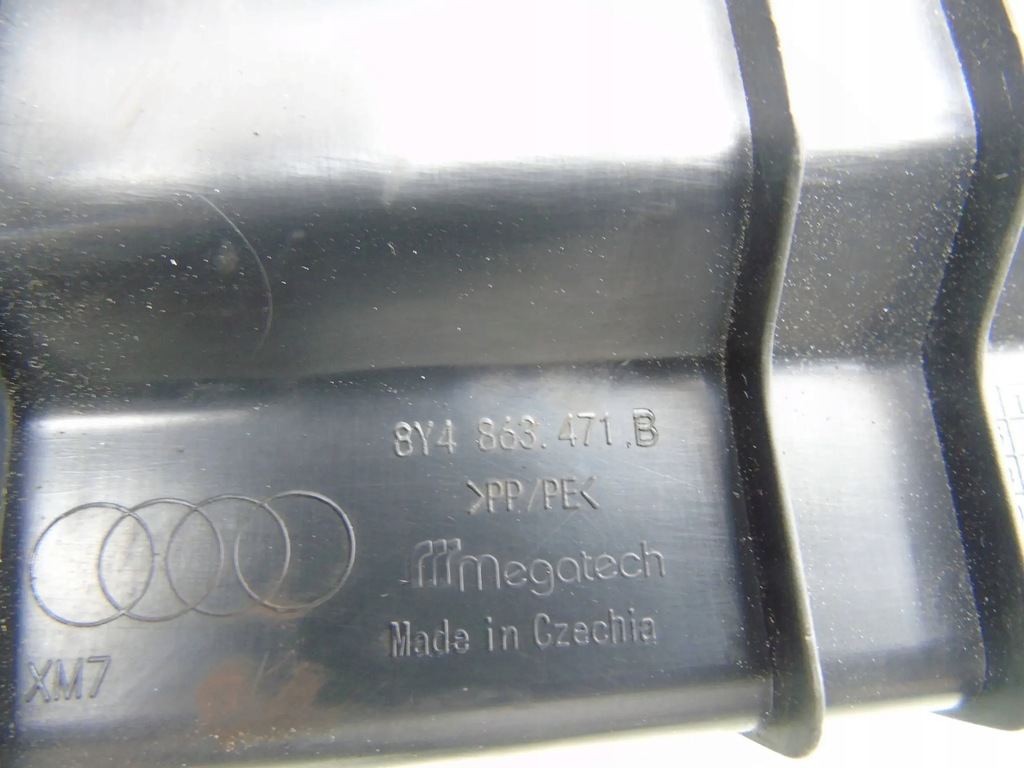 8Y4 863.471.B
>PP/PE<
megatech
Made in Czechia
XM7